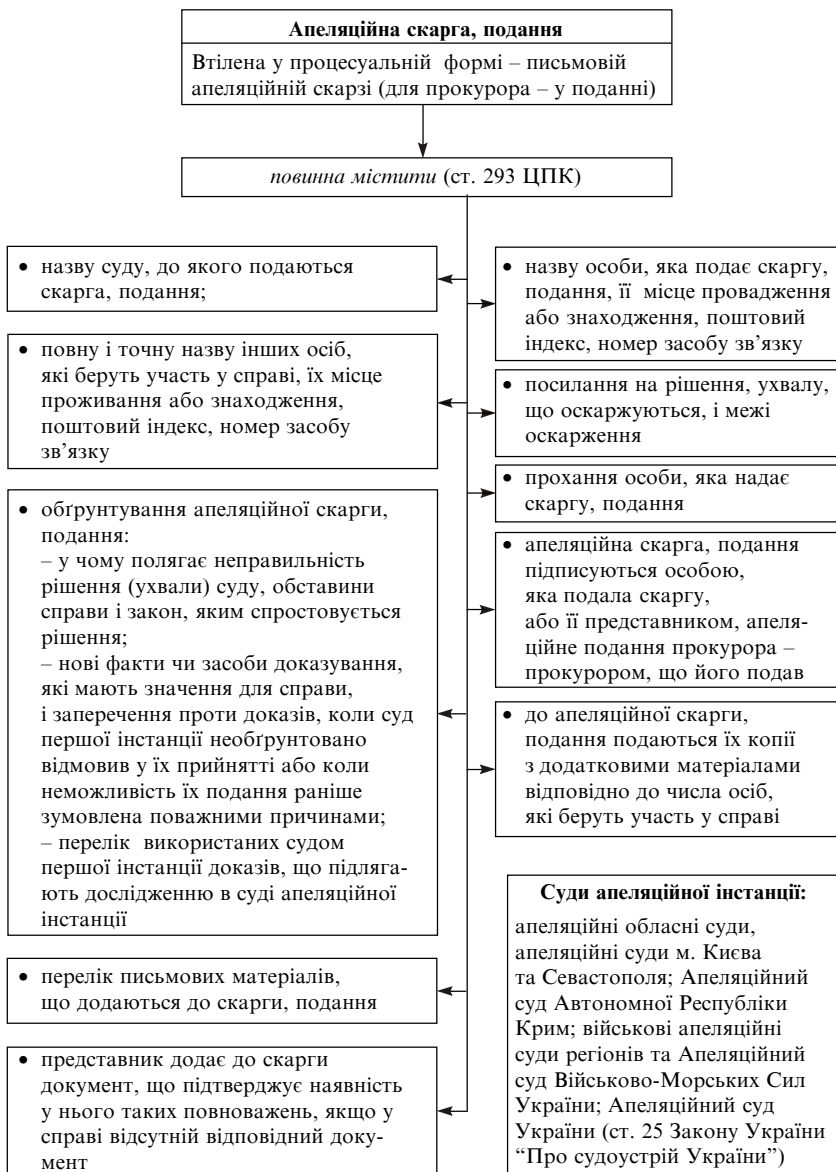 Апеляційна скарга, подання
Втілена у процесуальній формі – письмовій
апеляційній скарзі (для прокурора – у поданні)
повинна містити (ст. 293 ЦПК)
• назву суду, до якого подаються
скарга, подання;
• повну і точну назву інших осіб,
які беруть участь у справі, їх місце
проживання або знаходження,
поштовий індекс, номер засобу
зв'язку
• обґрунтування апеляційної скарги,
подання:
– у чому полягає неправильність
рішення (ухвали) суду, обставини
справи і закон, яким спростовується
рішення;
– нові факти чи засоби доказування,
які мають значення для справи,
і заперечення проти доказів, коли суд
першої інстанції необґрунтовано
відмовив у їх прийнятті або коли
неможливість їх подання раніше
зумовлена поважними причинами;
– перелік використаних судом
першої інстанції доказів, що підляга-
ють дослідженню в суді апеляційної
інстанції
• перелік письмових матеріалів,
що додаються до скарги, подання
• представник додає до скарги
документ, що підтверджує наявність
у нього таких повноважень, якщо у
справі відсутній відповідний доку-
мент
• назву особи, яка подає скаргу,
подання, її місце провадження
або знаходження, поштовий
індекс, номер засобу зв'язку
• посилання на рішення, ухвалу,
що оскаржуються, і межі
оскарження
• прохання особи, яка надає
скаргу, подання
• апеляційна скарга, подання
підписуються особою,
яка подала скаргу,
або її представником, апеля-
ційне подання прокурора –
прокурором, що його подав
• до апеляційної скарги,
подання подаються їх копії
з додатковими матеріалами
відповідно до числа осіб,
які беруть участь у справі
Суди апеляційної інстанції:
апеляційні обласні суди,
апеляційні суди м. Києва
та Севастополя; Апеляційний
суд Автономної Республіки
Крим; військові апеляційні
суди регіонів та Апеляційний
суд Військово-Морських Сил
України; Апеляційний суд
України (ст. 25 Закону України
“Про судоустрій України”)